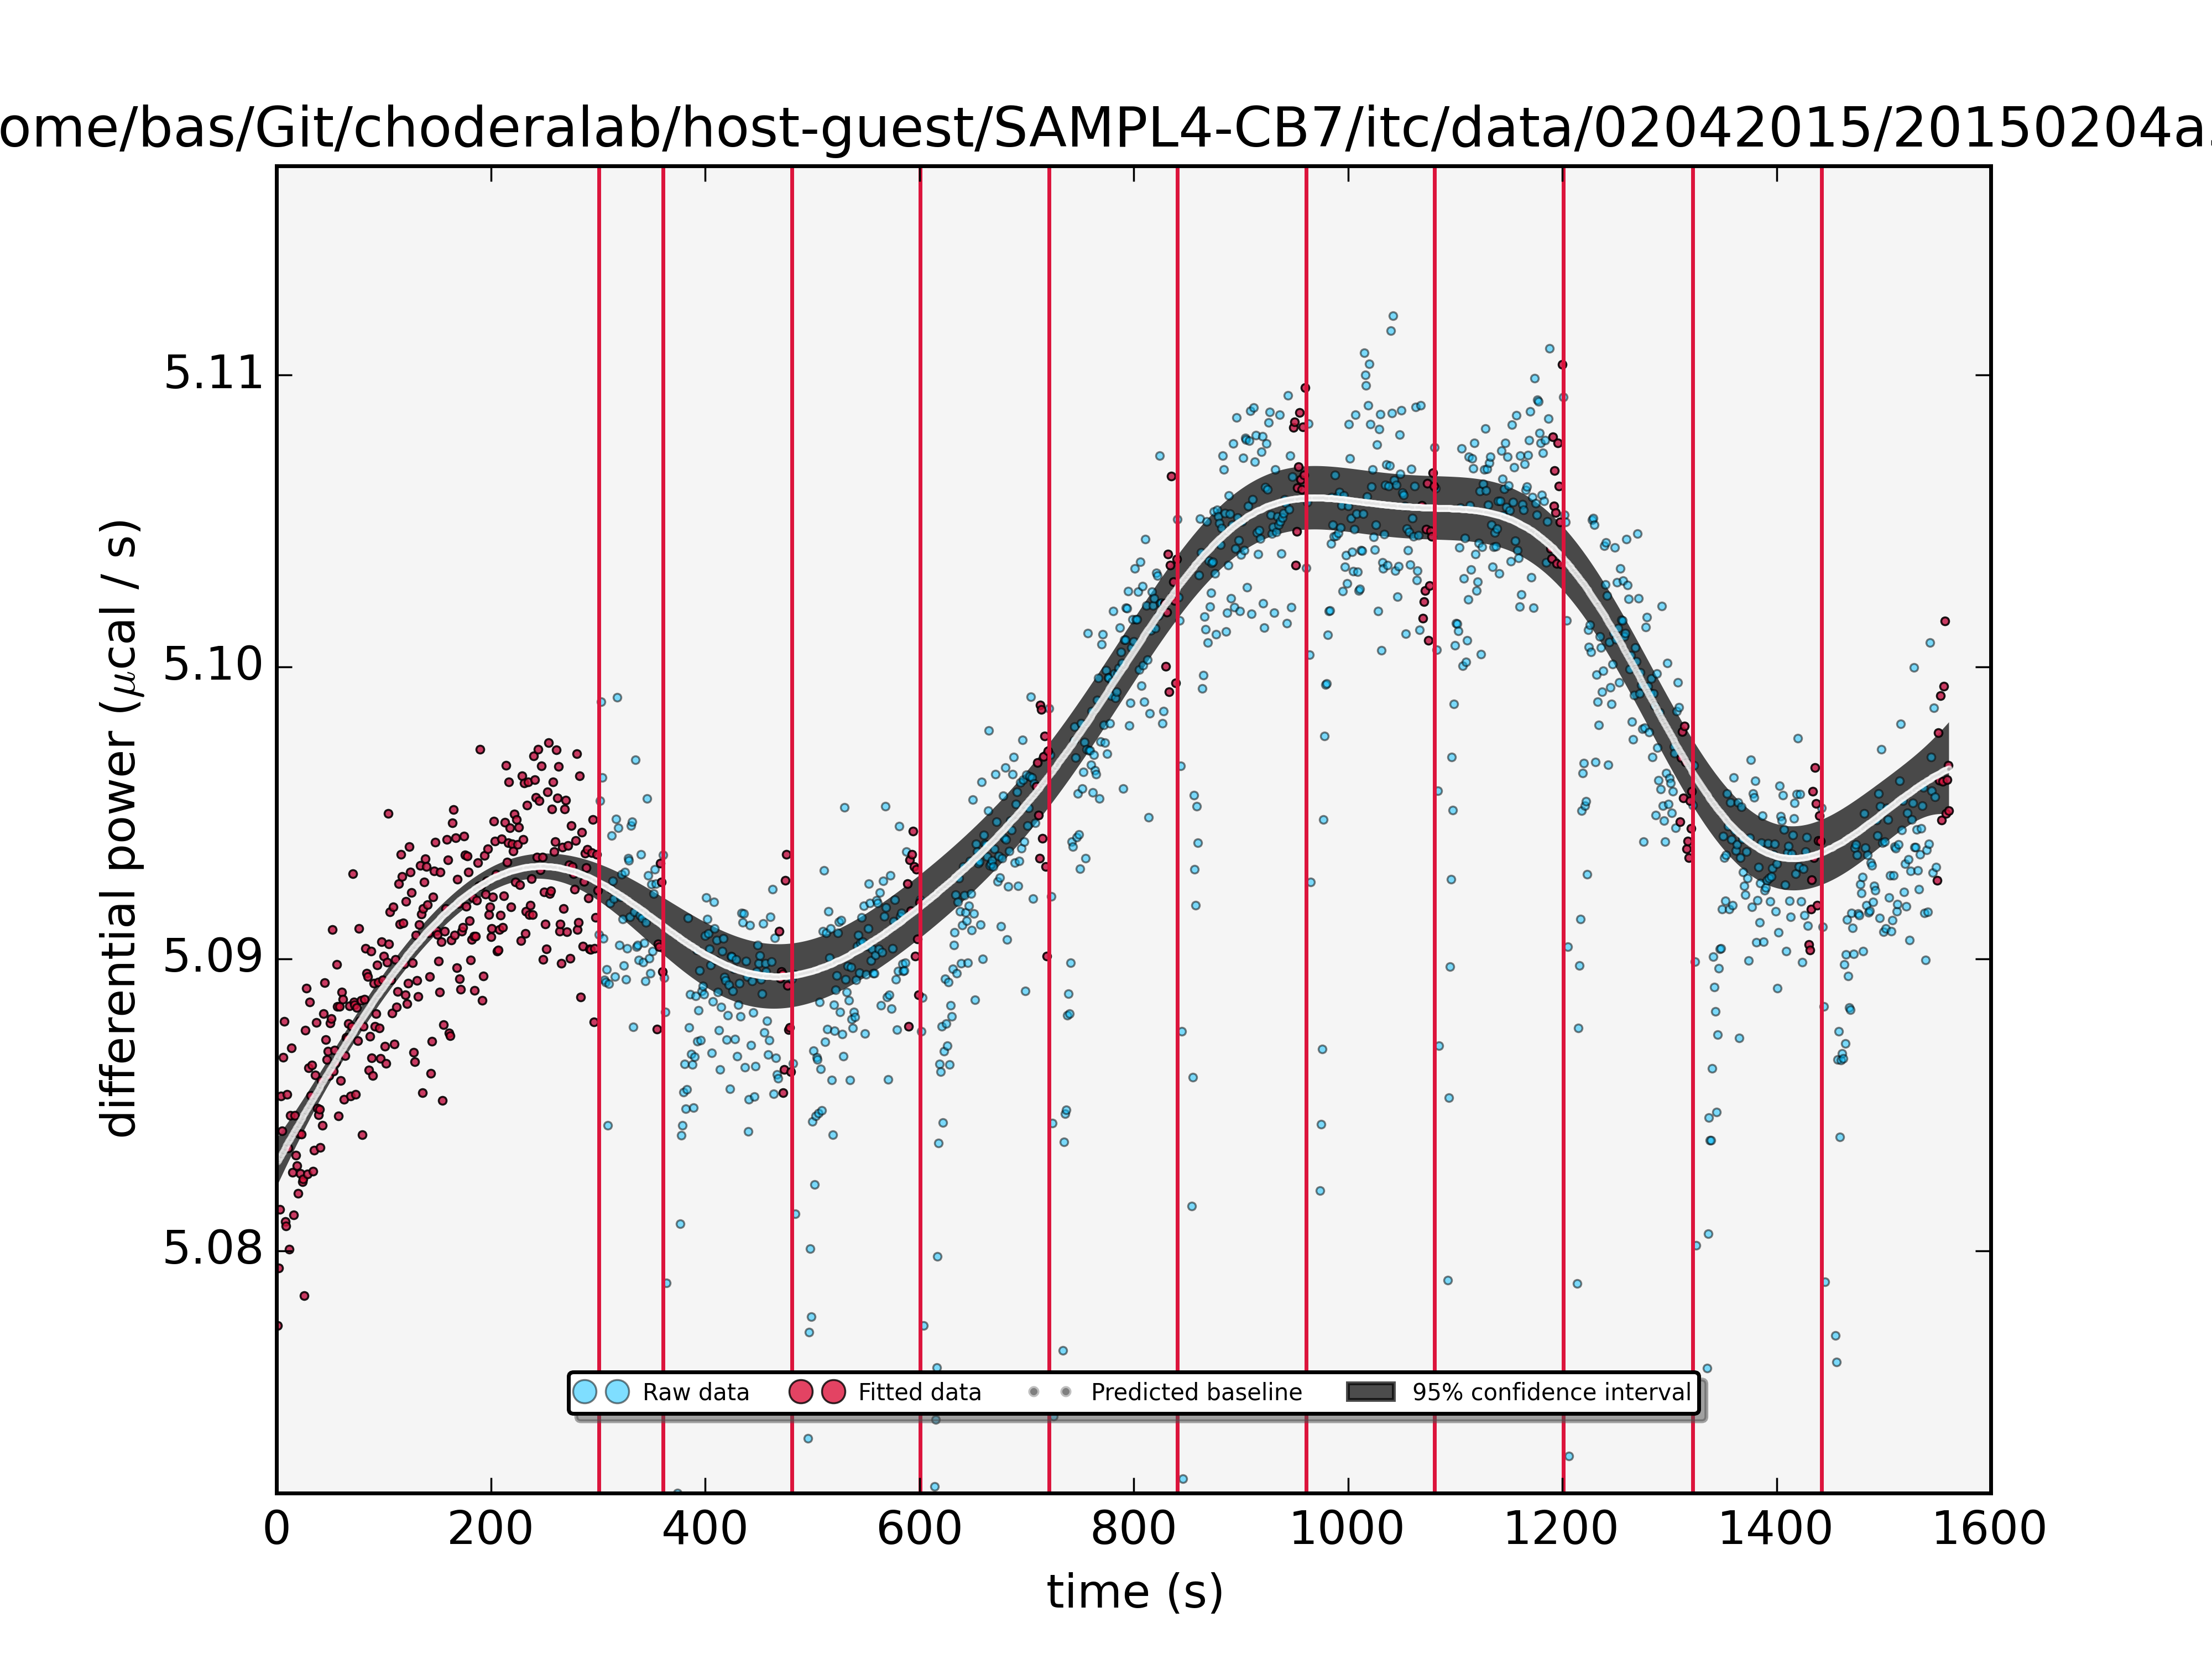 ome/bas/Git/choderalab/host-guest/SAMPL4-CB7/itc/data/02042015/20150204a
differential power (μcal / s)
5.11
5.10
5.09
5.08
Raw data
Fitted data
Predicted baseline
95% confidence interval
0
200
400
600
800
1000
1200
1400
1600
time (s)